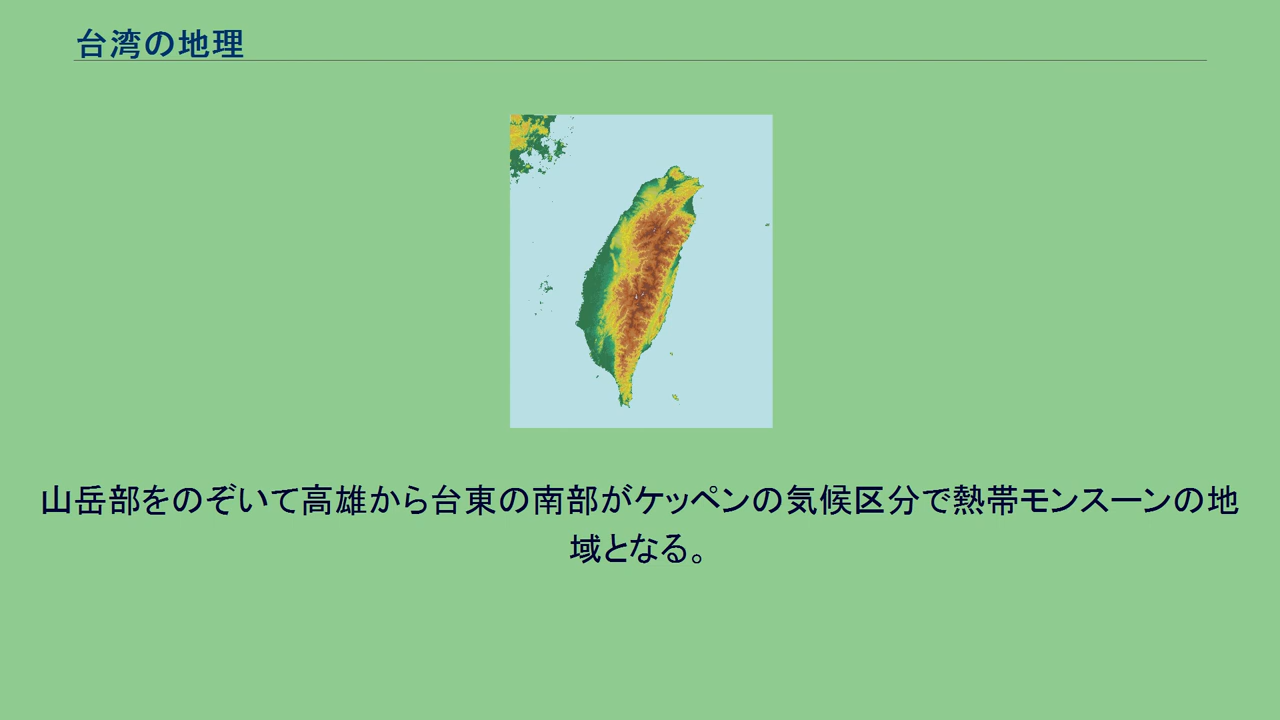 台湾の地理
山岳部をのぞいて高雄から台東の南部がケッペンの気候区分で熱帯モンスーンの地
域となる。